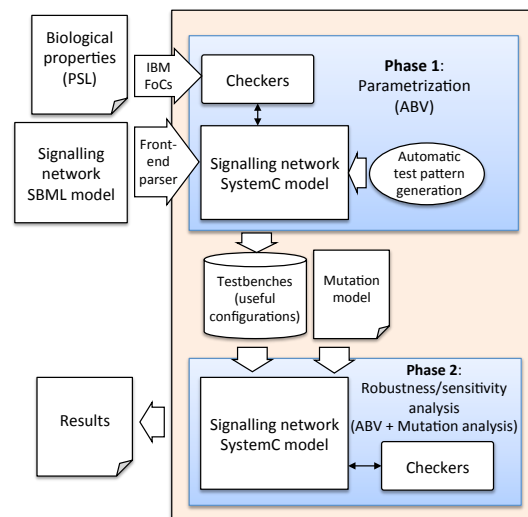 Biological
properties
(PSL)
IBM
FoCs
Checkers
Phase 1:
Parametrization
(ABV)
Signalling
network
SBML model
Front-
end
parser
Signalling network
SystemC model
Automatic
test pattern
generation
Testbenches
(useful
configurations)
Mutation
model
Phase 2:
Robustness/sensitivity
analysis
(ABV + Mutation analysis)
Results
Signalling network
SystemC model
Checkers